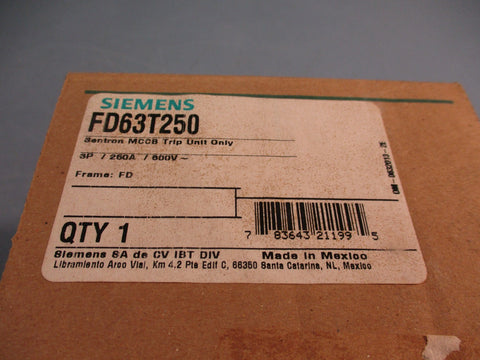 SIEMENS
FD63T250
Sentron MCCB Trip Unit Only
3P / 250A / 600V ~
Frame: FD
QTY 1
7 83643 21199 5
Siemens SA de CV IBT DIV Made in Mexico
Libramiento Arco Vial, Km 4.2 Pte Edif C, 66350 Santa Catarina, NL, Mexico